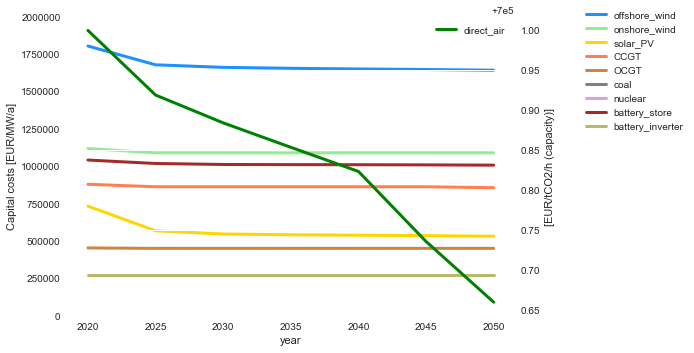 +7e5
2000000
1750000
1500000
1250000
1000000
750000
500000
250000
0
Capital costs [EUR/MW/a]
direct_air
1.00
0.95
0.90
0.85
0.80
0.75
0.70
0.65
[EUR/tCO2/h (capacity)]
2020 2025 2030 2035 2040 2045 2050
year
offshore_wind
onshore_wind
solar_PV
CCGT
OCGT
coal
nuclear
battery_store
battery_inverter